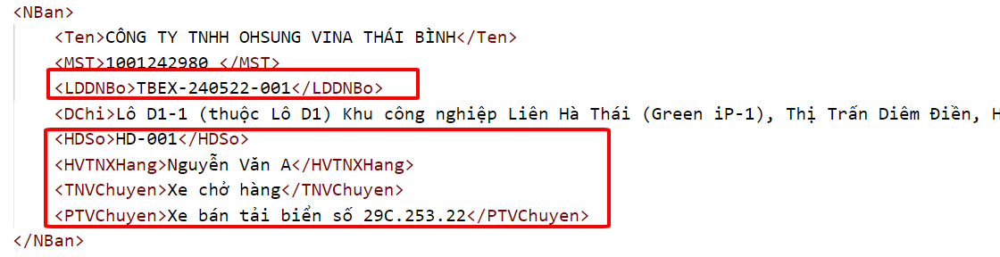 <NBan>
<Ten>CÔNG TY TNHH OHSUNG VINA THÁI BÌNH</Ten>
<MST>1001242980 </MST>
<LDDNBo>TBEX-240522-001</LDDNBo>
<DChi>Lô D1-1 (thuộc Lô D1) Khu công nghiệp Liên Hà Thái (Green iP-1), Thị Trấn Diêm Điền, H
<HDSo>HD-001</HDSo>
<HVTNXHang>Nguyễn Văn A</HVTNXHang>
<TNVChuyen>Xe chở hàng</TNVChuyen>
<PTVChuyen>Xe bán tải biển số 29C.253.22</PTVChuyen>
</NBan>